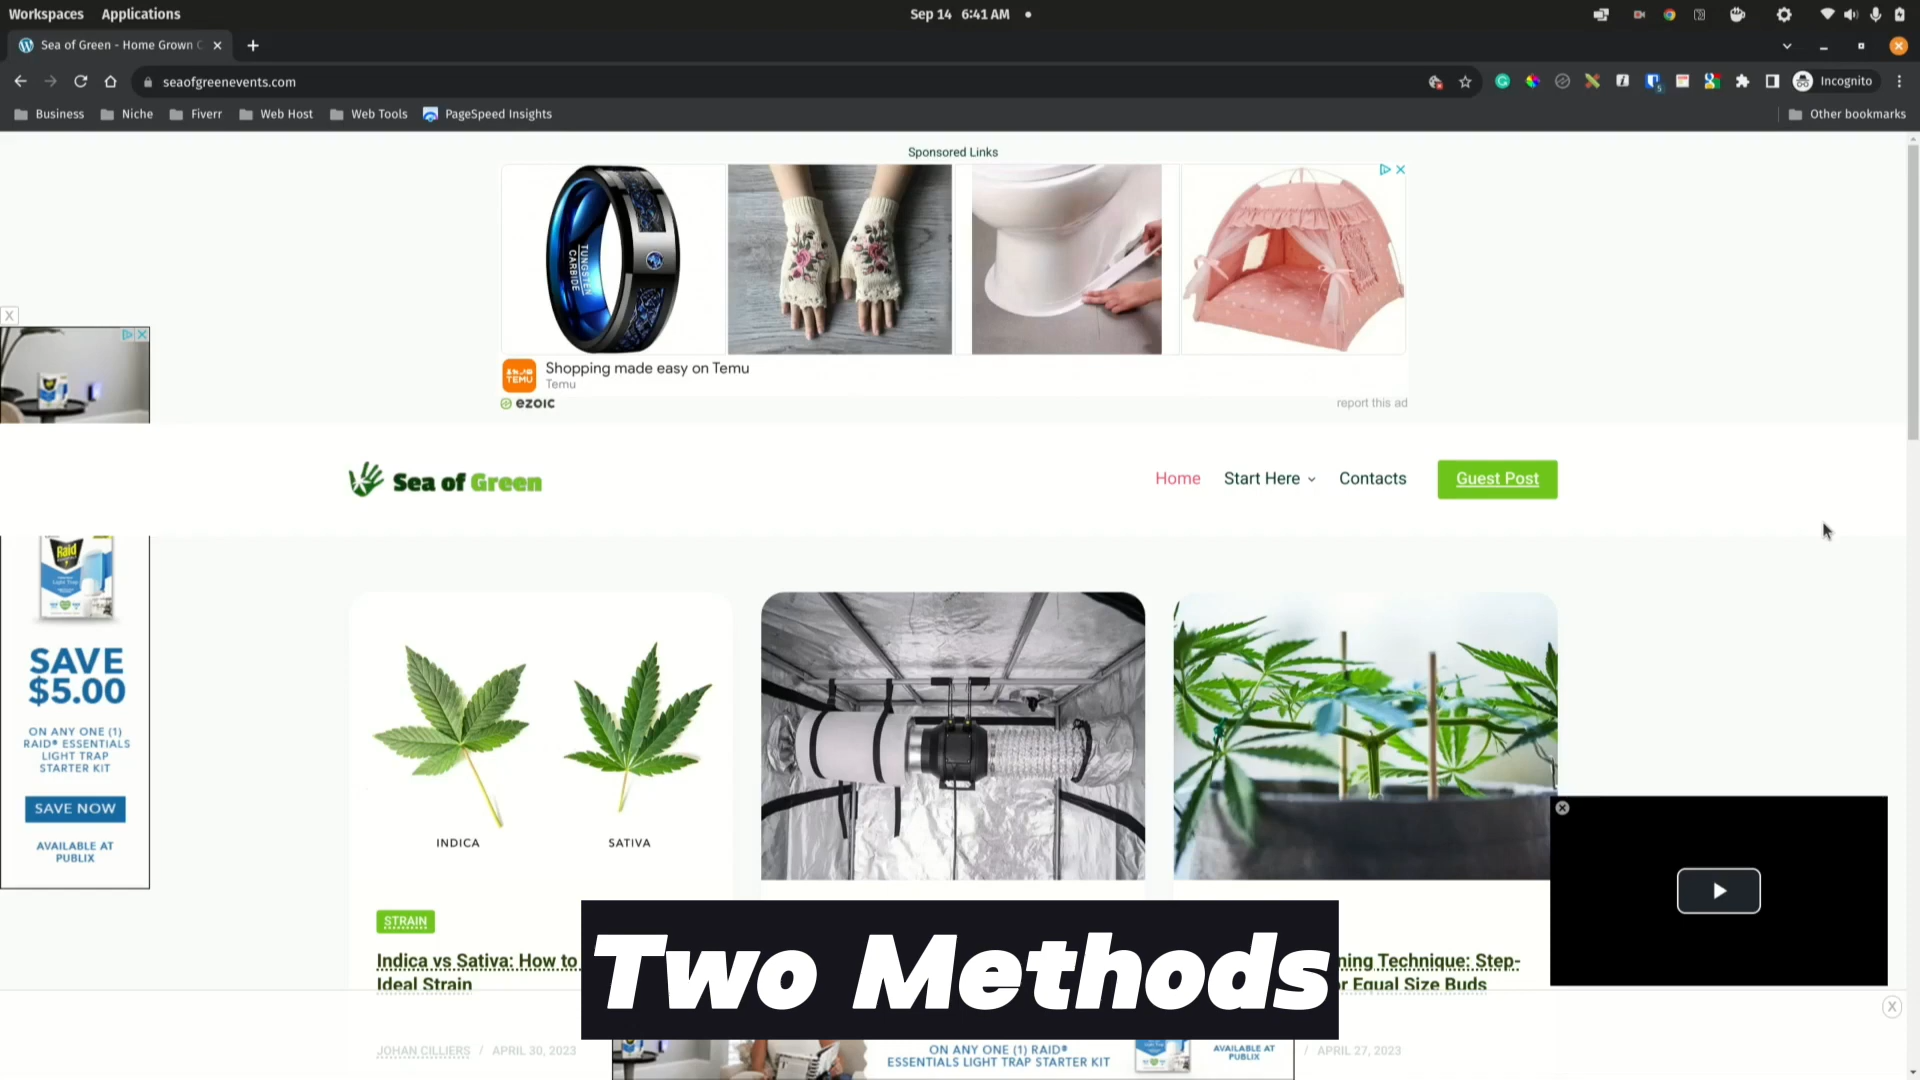 Workspaces Applications Sep 14 6:41 AM
Sea of Green - Home Grown C
seaofgreenevents.com Incognito
Business Niche Fiverr Web Host Web Tools PageSpeed Insights Other bookmarks
Sponsored Links
TUNGSTEN CARBIDE
TEMU
Shopping made easy on Temu
Temu
ezoic report this ad
X
Sea of Green
Home Start Here Contacts Guest Post
Raid
SAVE
$5.00
ON ANY ONE (1)
RAID® ESSENTIALS
LIGHT TRAP
STARTER KIT
SAVE NOW
AVAILABLE AT
PUBLIX
INDICA SATIVA
STRAIN
Indica vs Sativa: How to
Ideal Strain
Two Methods
ning Technique: Step-
r Equal Size Buds
JOHAN CILLIERS / APRIL 30, 2023
/ APRIL 27, 2023
ON ANY ONE (1) RAID®
ESSENTIALS LIGHT TRAP STARTER KIT
AVAILABLE AT
PUBLIX
X